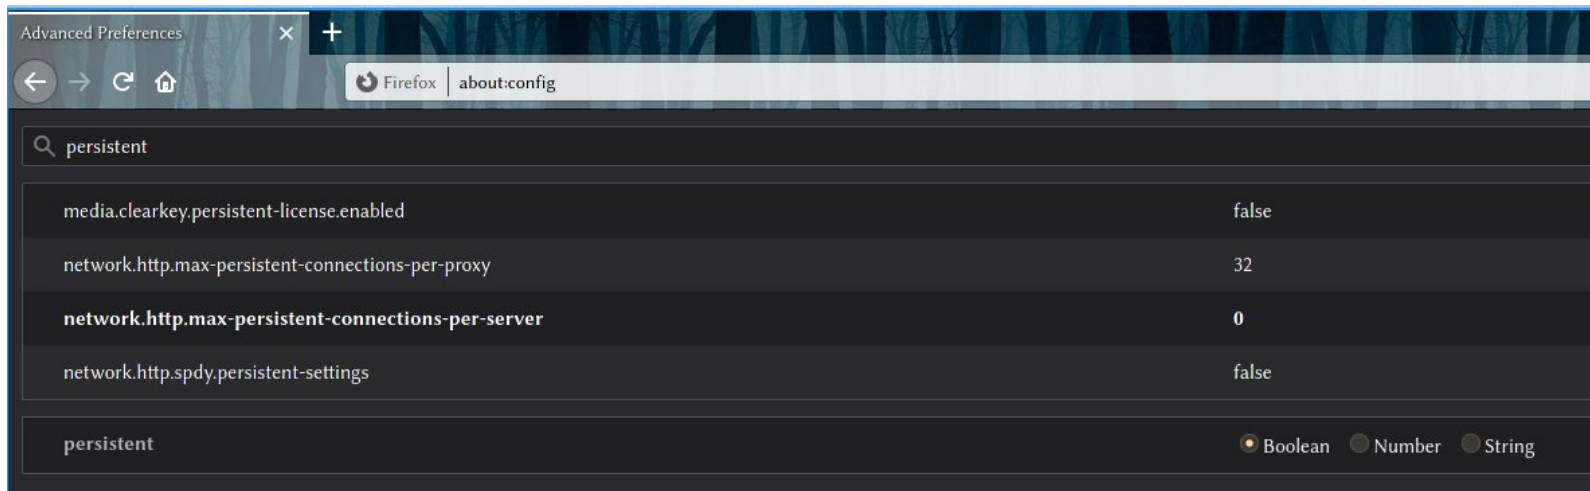 Advanced Preferences
Firefox about:config
persistent
media.clearkey.persistent-license.enabled false
network.http.max-persistent-connections-per-proxy 32
network.http.max-persistent-connections-per-server 0
network.http.spdy.persistent-settings false
persistent Boolean Number String